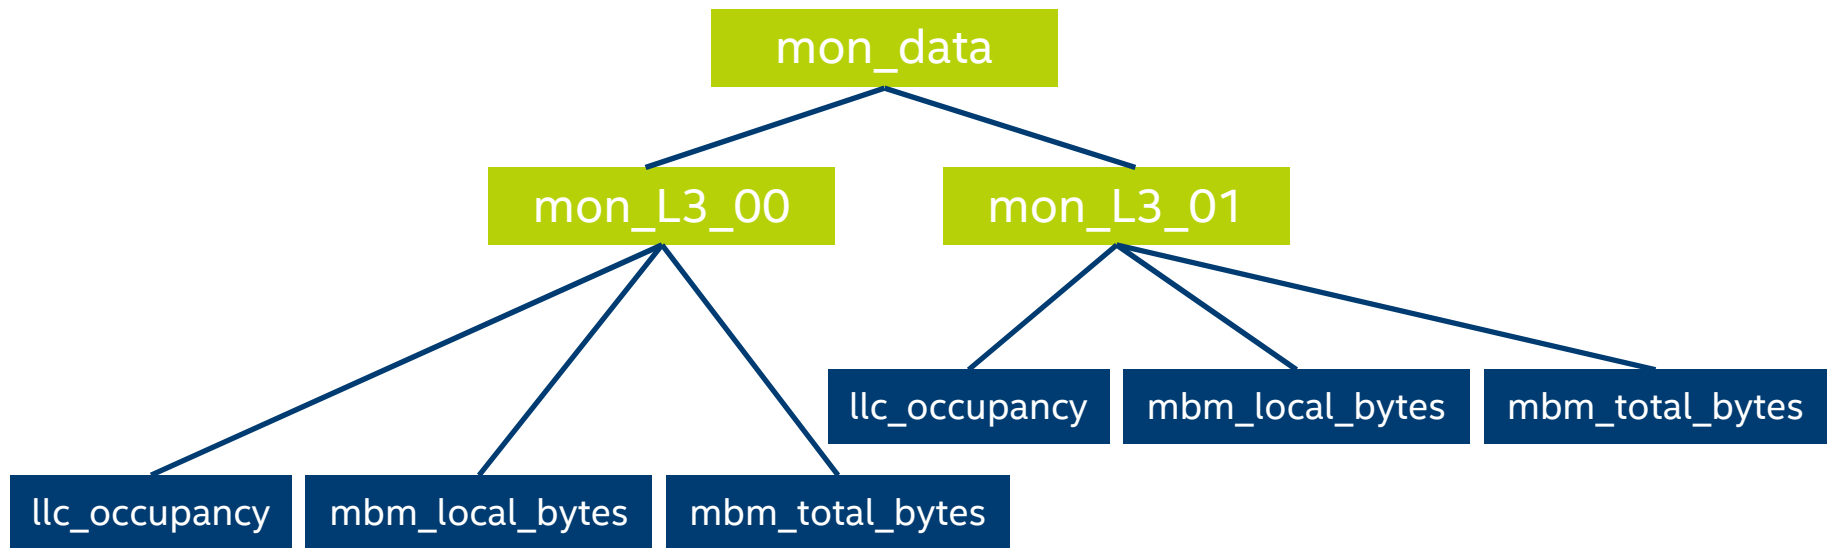 mon_data
mon_L3_00
mon_L3_01
llc_occupancy
mbm_local_bytes
mbm_total_bytes
llc_occupancy
mbm_local_bytes
mbm_total_bytes